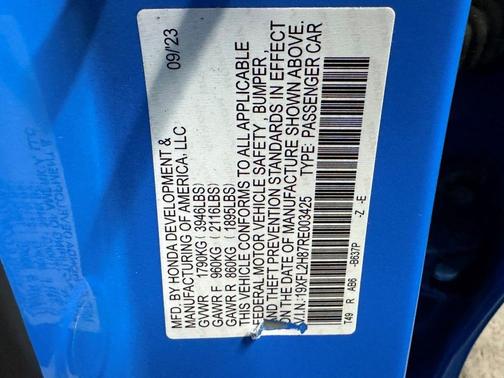 MFD. BY HONDA DEVELOPMENT &
MANUFACTURING OF AMERICA, LLC
09/23
GVWR 1790KG (3946LBS)
GAWR F 960KG (2116LBS)
GAWR R 860KG (1895LBS)
THIS VEHICLE CONFORMS TO ALL APPLICABLE
FEDERAL MOTOR VEHICLE SAFETY, BUMPER,
AND THEFT PREVENTION STANDARDS IN EFFECT
ON THE DATE OF MANUFACTURE SHOWN ABOVE.
V.I.N.: 19XFL2H87RE003425 TYPE: PASSENGER CAR
T49 R AB6 -B637P -Z -E